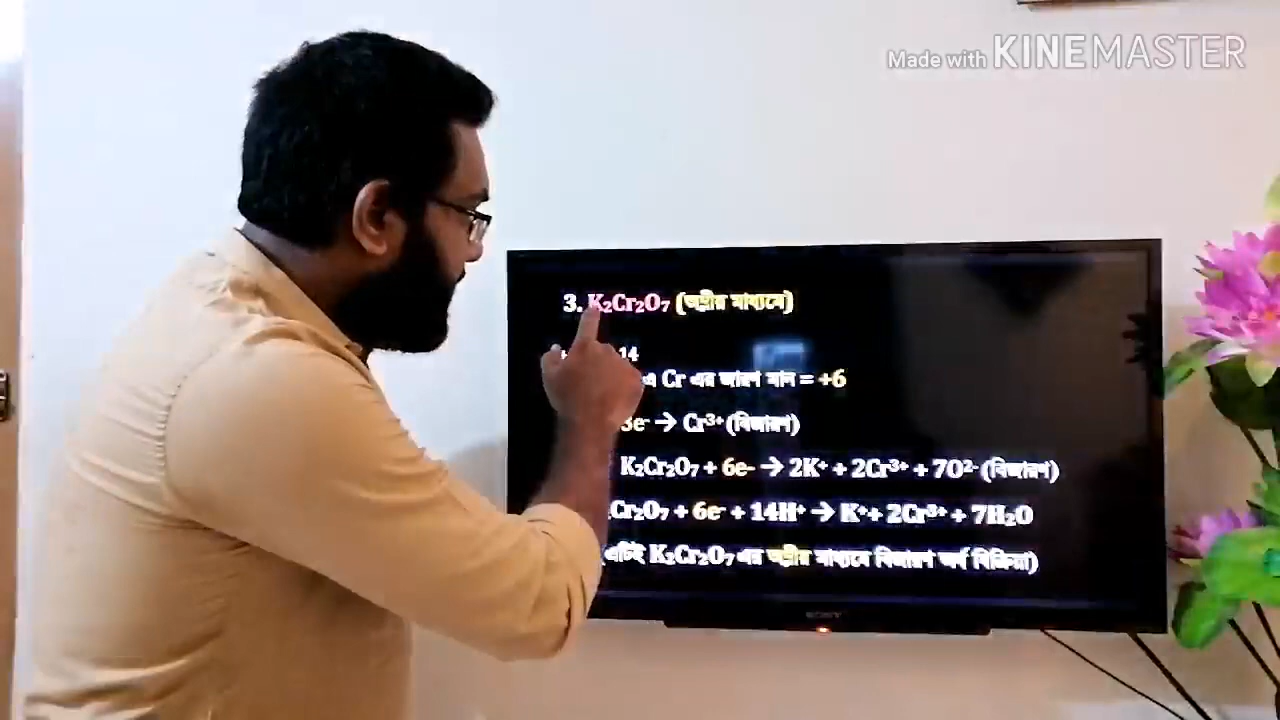 Made with KINEMASTER
3. K₂Cr₂O₇ (অম্লীয় মাধ্যমে)
14
এ Cr এর জারণ মান = +6
3e⁻ → Cr³⁺ (বিজারণ)
K₂Cr₂O₇ + 6e- → 2K⁺ + 2Cr³⁺ + 7O²⁻ (বিজারণ)
Cr₂O₇ + 6e⁻ + 14H⁺ → K⁺+ 2Cr³⁺ + 7H₂O
(এটিই K₂Cr₂O₇ এর অম্লীয় মাধ্যমে বিজারণ অর্ধ বিক্রিয়া)
SONY